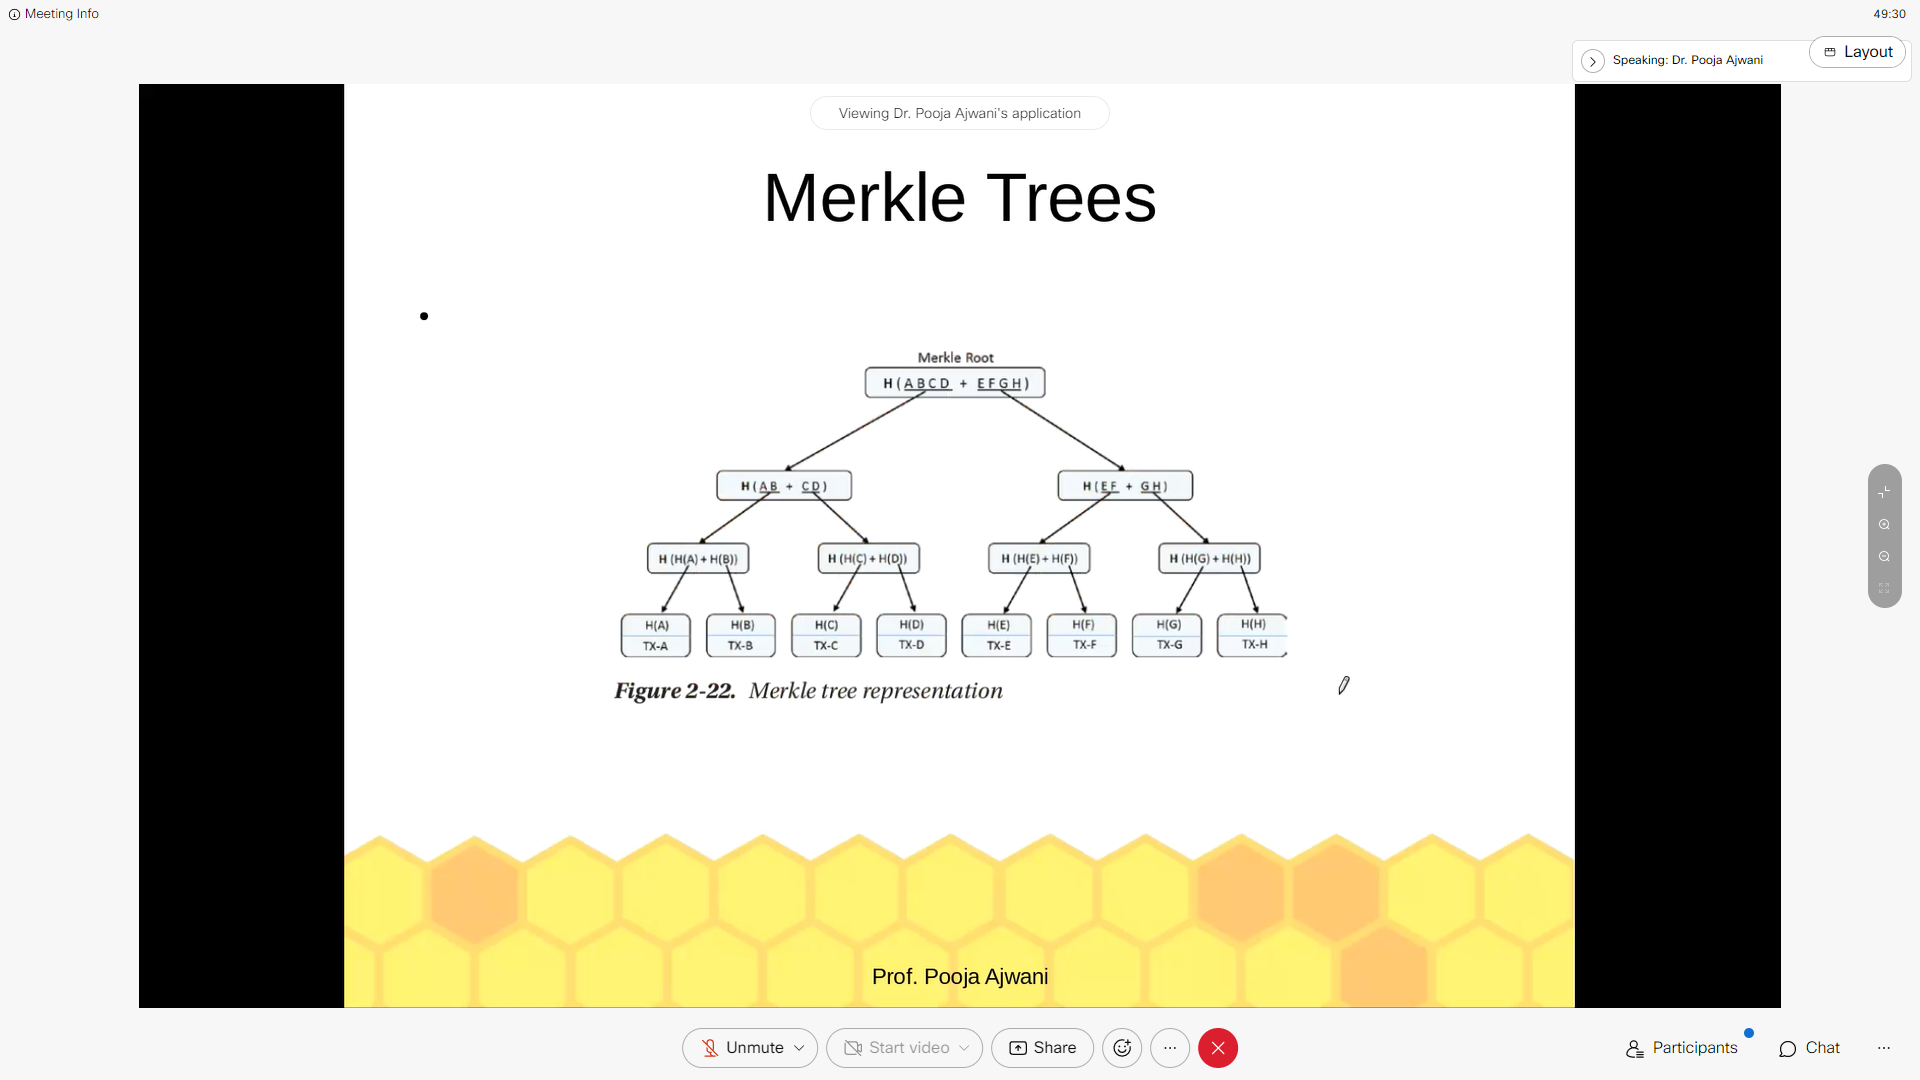 Meeting Info
49:30
Speaking: Dr. Pooja Ajwani
Layout
Viewing Dr. Pooja Ajwani's application
Merkle Trees
Merkle Root
H(ABCD + EFGH)
H(AB + CD) H(EF + GH)
H (H(A)+H(B)) H (H(C)+H(D)) H (H(E)+H(F)) H (H(G)+H(H))
H(A) H(B) H(C) H(D) H(E) H(F) H(G) H(H)
TX-A TX-B TX-C TX-D TX-E TX-F TX-G TX-H
Figure 2-22. Merkle tree representation
Prof. Pooja Ajwani
Unmute Start video Share Participants Chat